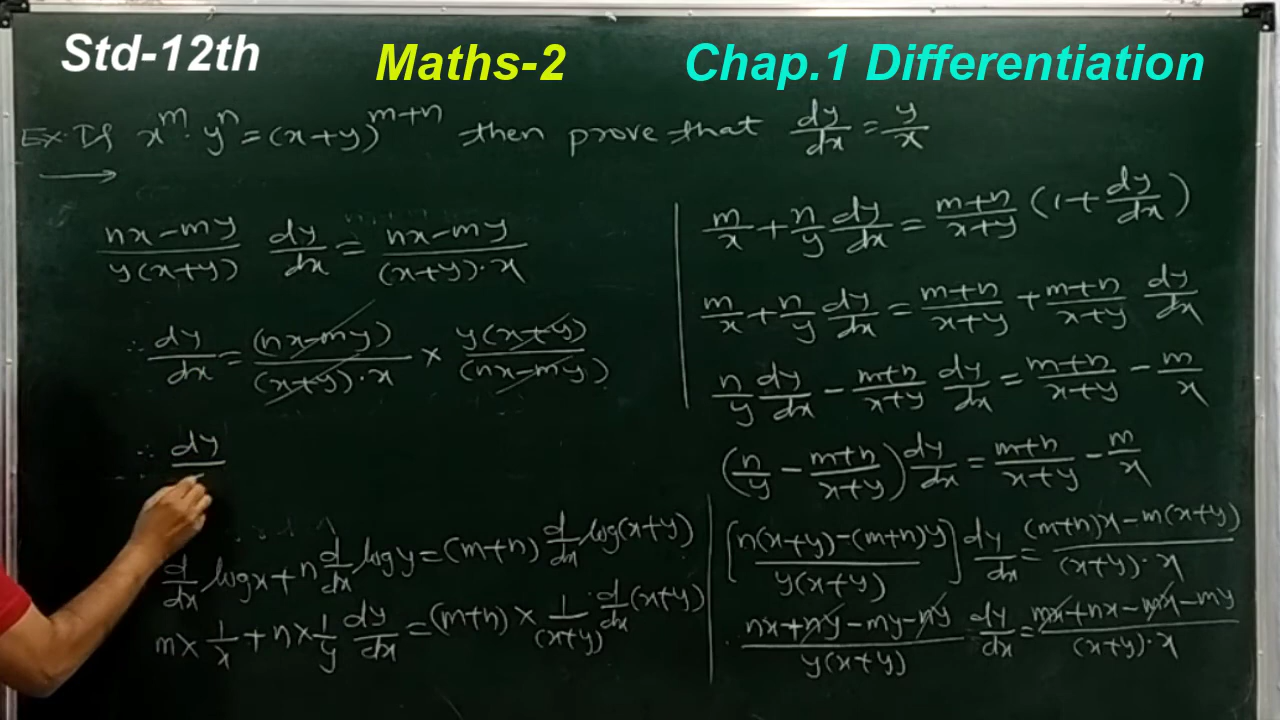 Std-12th Maths-2 Chap.1 Differentiation
Ex. If x^m · y^n = (x+y)^(m+n) then prove that dy/dx = y/x
(nx-my)/(y(x+y)) dy/dx = (nx-my)/((x+y)·x)
∴ dy/dx = (nx-my)/((x+y)·x) × y(x+y)/(nx-my)
∴ dy
d/dx logx + n d/dx logy = (m+n) d/dx log(x+y)
m × 1/x + n × 1/y dy/dx = (m+n) × 1/(x+y) · d/dx (x+y)
m/x + n/y dy/dx = (m+n)/(x+y) (1 + dy/dx)
m/x + n/y dy/dx = (m+n)/(x+y) + (m+n)/(x+y) dy/dx
n/y dy/dx - (m+n)/(x+y) dy/dx = (m+n)/(x+y) - m/x
(n/y - (m+n)/(x+y)) dy/dx = (m+n)/(x+y) - m/x
[(n(x+y)-(m+n)y)/(y(x+y))] dy/dx = ((m+n)x-m(x+y))/((x+y)·x)
(nx+ny-my-ny)/(y(x+y)) dy/dx = (mx+nx-mx-my)/((x+y)·x)